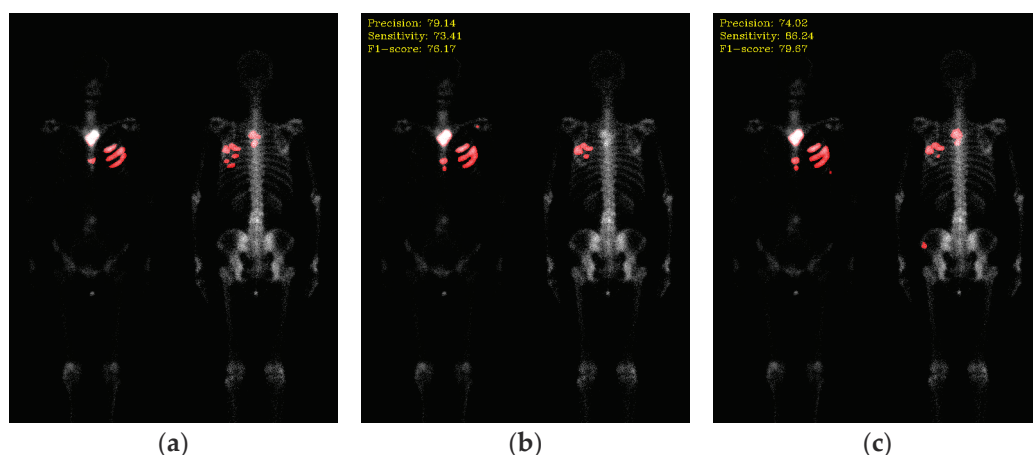 Precision: 79.14
Sensitivity: 73.41
F1-score: 76.17
Precision: 74.02
Sensitivity: 86.24
F1-score: 79.67
(a)
(b)
(c)